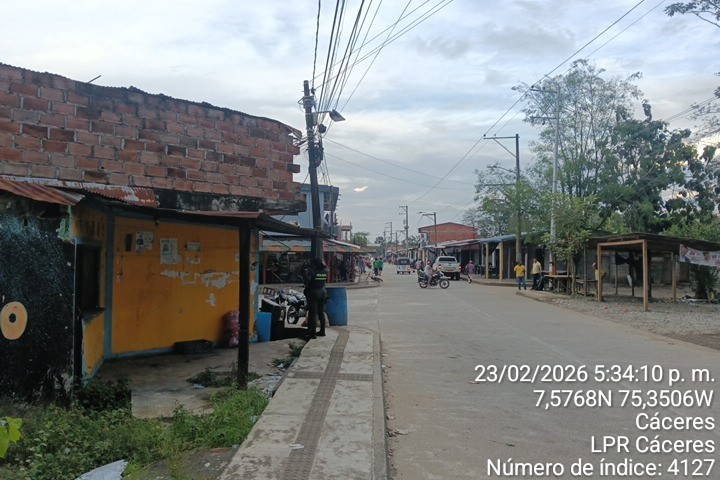 23/02/2026 5:34:10 p. m.
7,5768N 75,3506W
Cáceres
LPR Cáceres
Número de índice: 4127